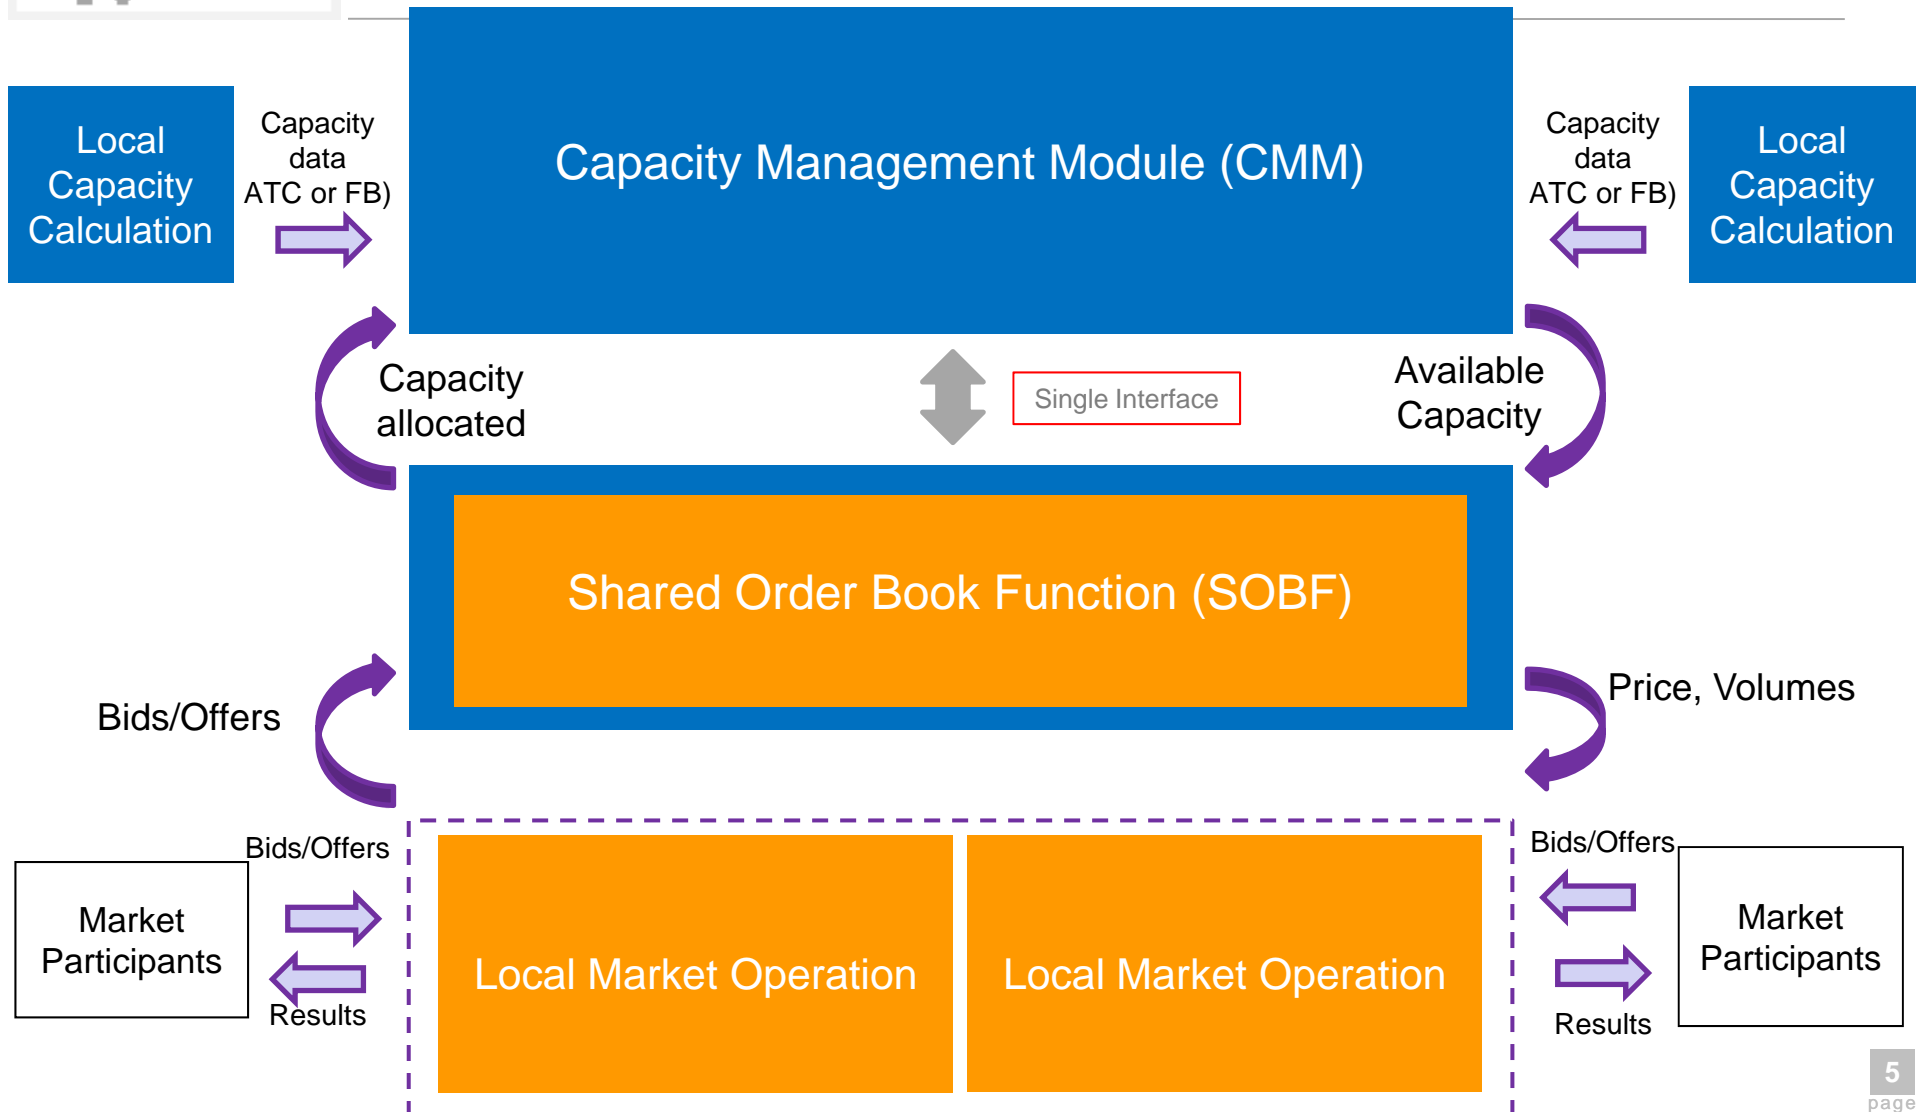 Local
Capacity
Calculation
Capacity
data
ATC or FB)
Capacity Management Module (CMM)
Capacity
data
ATC or FB)
Local
Capacity
Calculation
Capacity
allocated
Single Interface
Available
Capacity
Shared Order Book Function (SOBF)
Bids/Offers
Price, Volumes
Bids/Offers
Market
Participants
Results
Local Market Operation
Local Market Operation
Bids/Offers
Market
Participants
Results
5
page